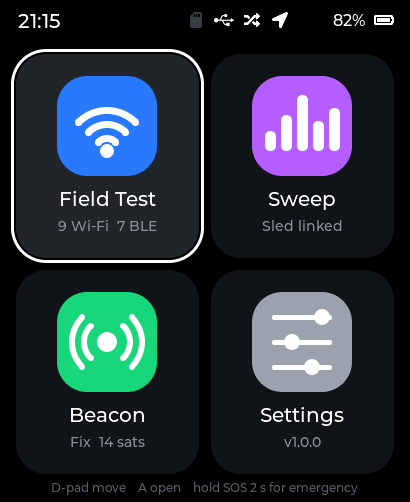 21:15 82%
Field Test
9 Wi-Fi 7 BLE
Sweep
Sled linked
Beacon
Fix 14 sats
Settings
v1.0.0
D-pad move A open hold SOS 2 s for emergency